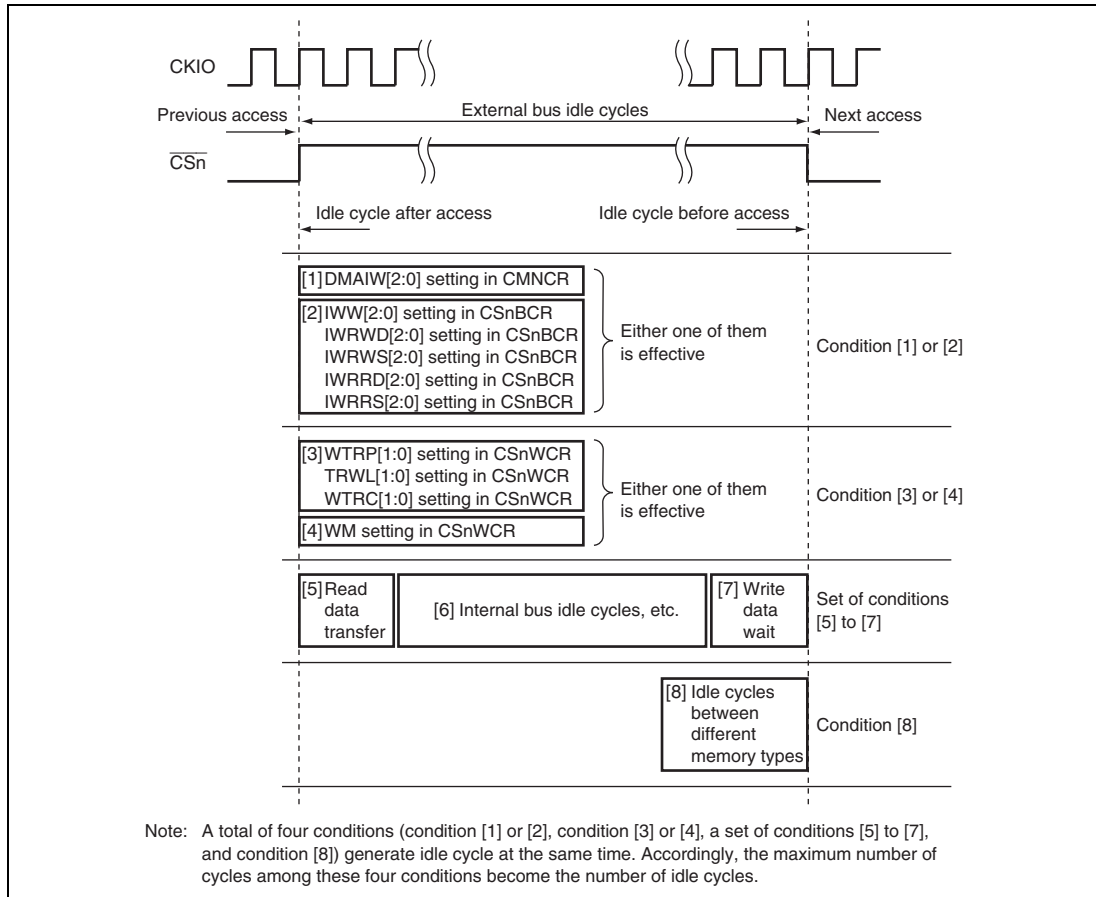 CKIO
Previous access
External bus idle cycles
Next access
CSn
Idle cycle after access
Idle cycle before access
[1] DMAIW[2:0] setting in CMNCR
[2] IWW[2:0] setting in CSnBCR
IWRWD[2:0] setting in CSnBCR
IWRWS[2:0] setting in CSnBCR
IWRRD[2:0] setting in CSnBCR
IWRRS[2:0] setting in CSnBCR
Either one of them
is effective
Condition [1] or [2]
[3] WTRP[1:0] setting in CSnWCR
TRWL[1:0] setting in CSnWCR
WTRC[1:0] setting in CSnWCR
[4] WM setting in CSnWCR
Either one of them
is effective
Condition [3] or [4]
[5] Read
data
transfer
[6] Internal bus idle cycles, etc.
[7] Write
data
wait
Set of conditions
[5] to [7]
[8] Idle cycles
between
different
memory types
Condition [8]
Note: A total of four conditions (condition [1] or [2], condition [3] or [4], a set of conditions [5] to [7],
and condition [8]) generate idle cycle at the same time. Accordingly, the maximum number of
cycles among these four conditions become the number of idle cycles.